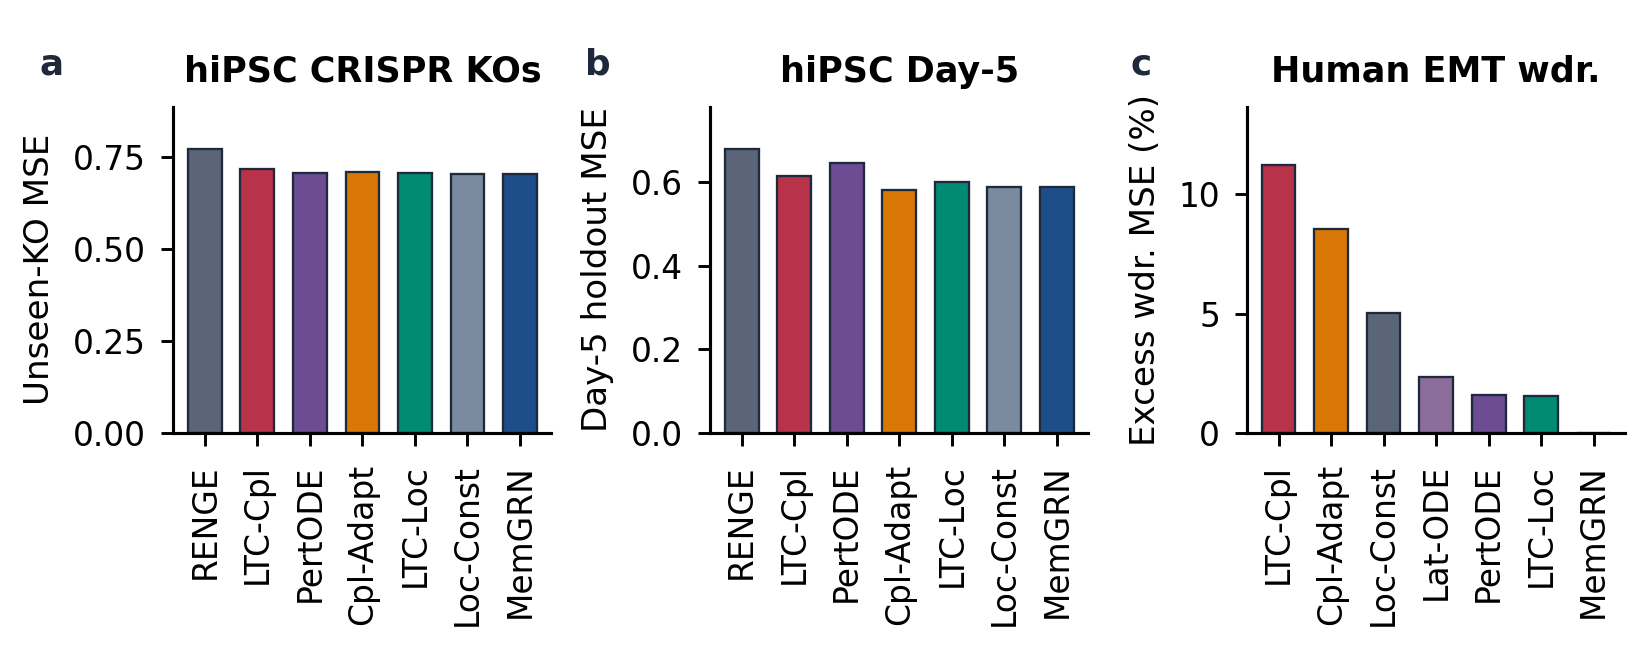 a
hiPSC CRISPR KOs
Unseen-KO MSE
0.75
0.50
0.25
0.00
RENGE
LTC-Cpl
PertODE
Cpl-Adapt
LTC-Loc
Loc-Const
MemGRN
b
hiPSC Day-5
Day-5 holdout MSE
0.6
0.4
0.2
0.0
RENGE
LTC-Cpl
PertODE
Cpl-Adapt
LTC-Loc
Loc-Const
MemGRN
c
Human EMT wdr.
Excess wdr. MSE (%)
10
5
0
LTC-Cpl
Cpl-Adapt
Loc-Const
Lat-ODE
PertODE
LTC-Loc
MemGRN